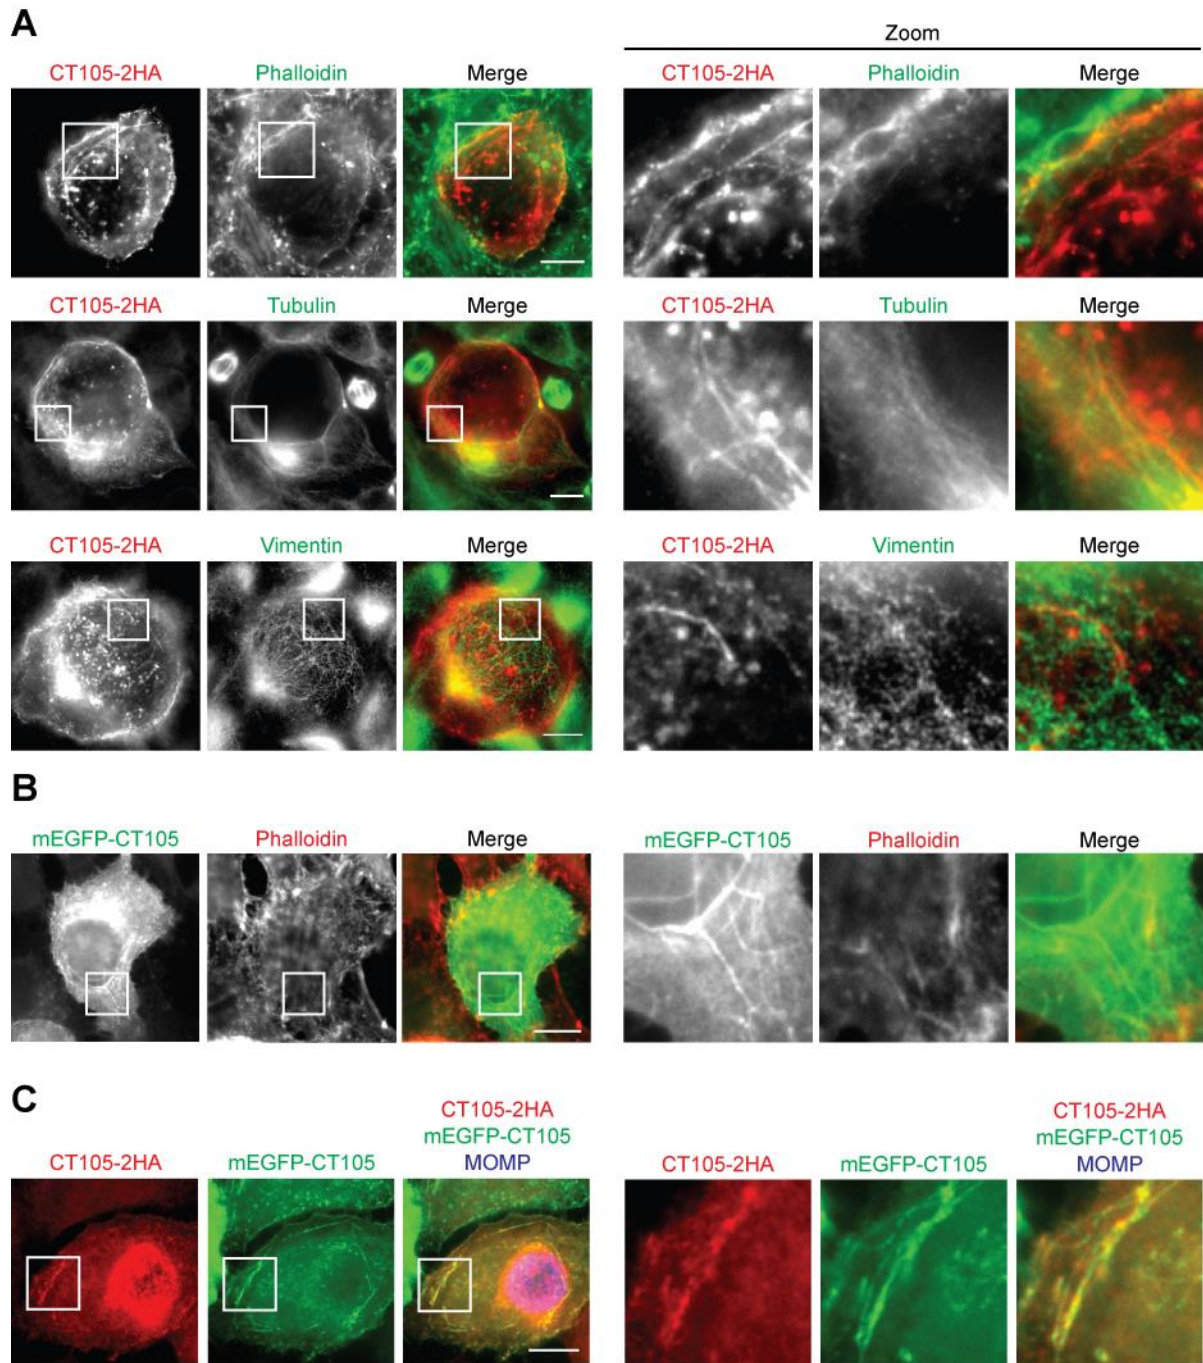 A
Zoom
CT105-2HA Phalloidin Merge CT105-2HA Phalloidin Merge
CT105-2HA Tubulin Merge CT105-2HA Tubulin Merge
CT105-2HA Vimentin Merge CT105-2HA Vimentin Merge
B
mEGFP-CT105 Phalloidin Merge mEGFP-CT105 Phalloidin Merge
C
CT105-2HA CT105-2HA
mEGFP-CT105 mEGFP-CT105
CT105-2HA mEGFP-CT105 MOMP CT105-2HA mEGFP-CT105 MOMP